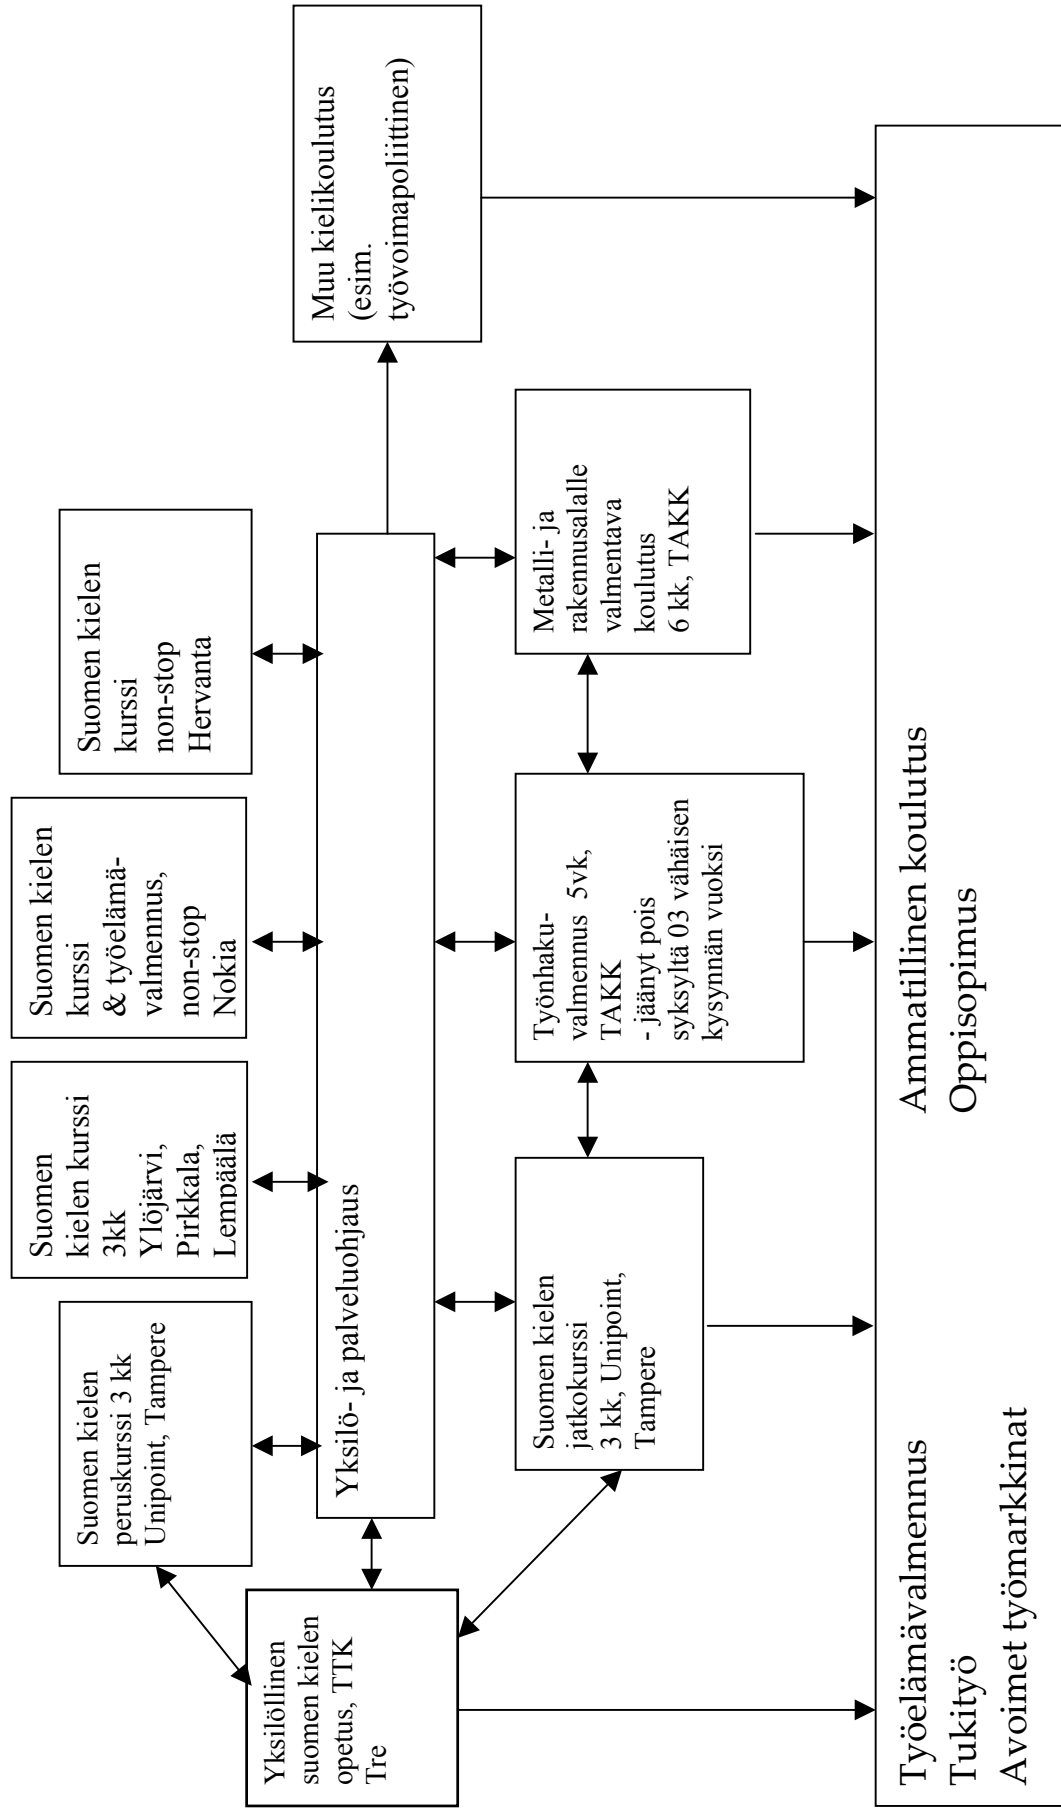 Suomen kielen
peruskurssi 3 kk
Unipoint, Tampere
Suomen
kielen kurssi
3kk
Ylöjärvi,
Pirkkala,
Lempäälä
Suomen kielen
kurssi
& työelämä-
valmennus,
non-stop
Nokia
Suomen kielen
kurssi
non-stop
Hervanta
Yksilöllinen
suomen kielen
opetus, TTK
Tre
Yksilö- ja palveluohjaus
Muu kielikoulutus
(esim.
työvoimapoliittinen)
Suomen kielen
jatkokurssi
3 kk, Unipoint,
Tampere
Työnhaku-
valmennus 5vk,
TAKK
- jäänyt pois
syksyltä 03 vähäisen
kysynnän vuoksi
Metalli- ja
rakennusalalle
valmentava
koulutus
6 kk, TAKK
Työelämävalmennus
Tukityö
Avoimet työmarkkinat
Ammatillinen koulutus
Oppisopimus